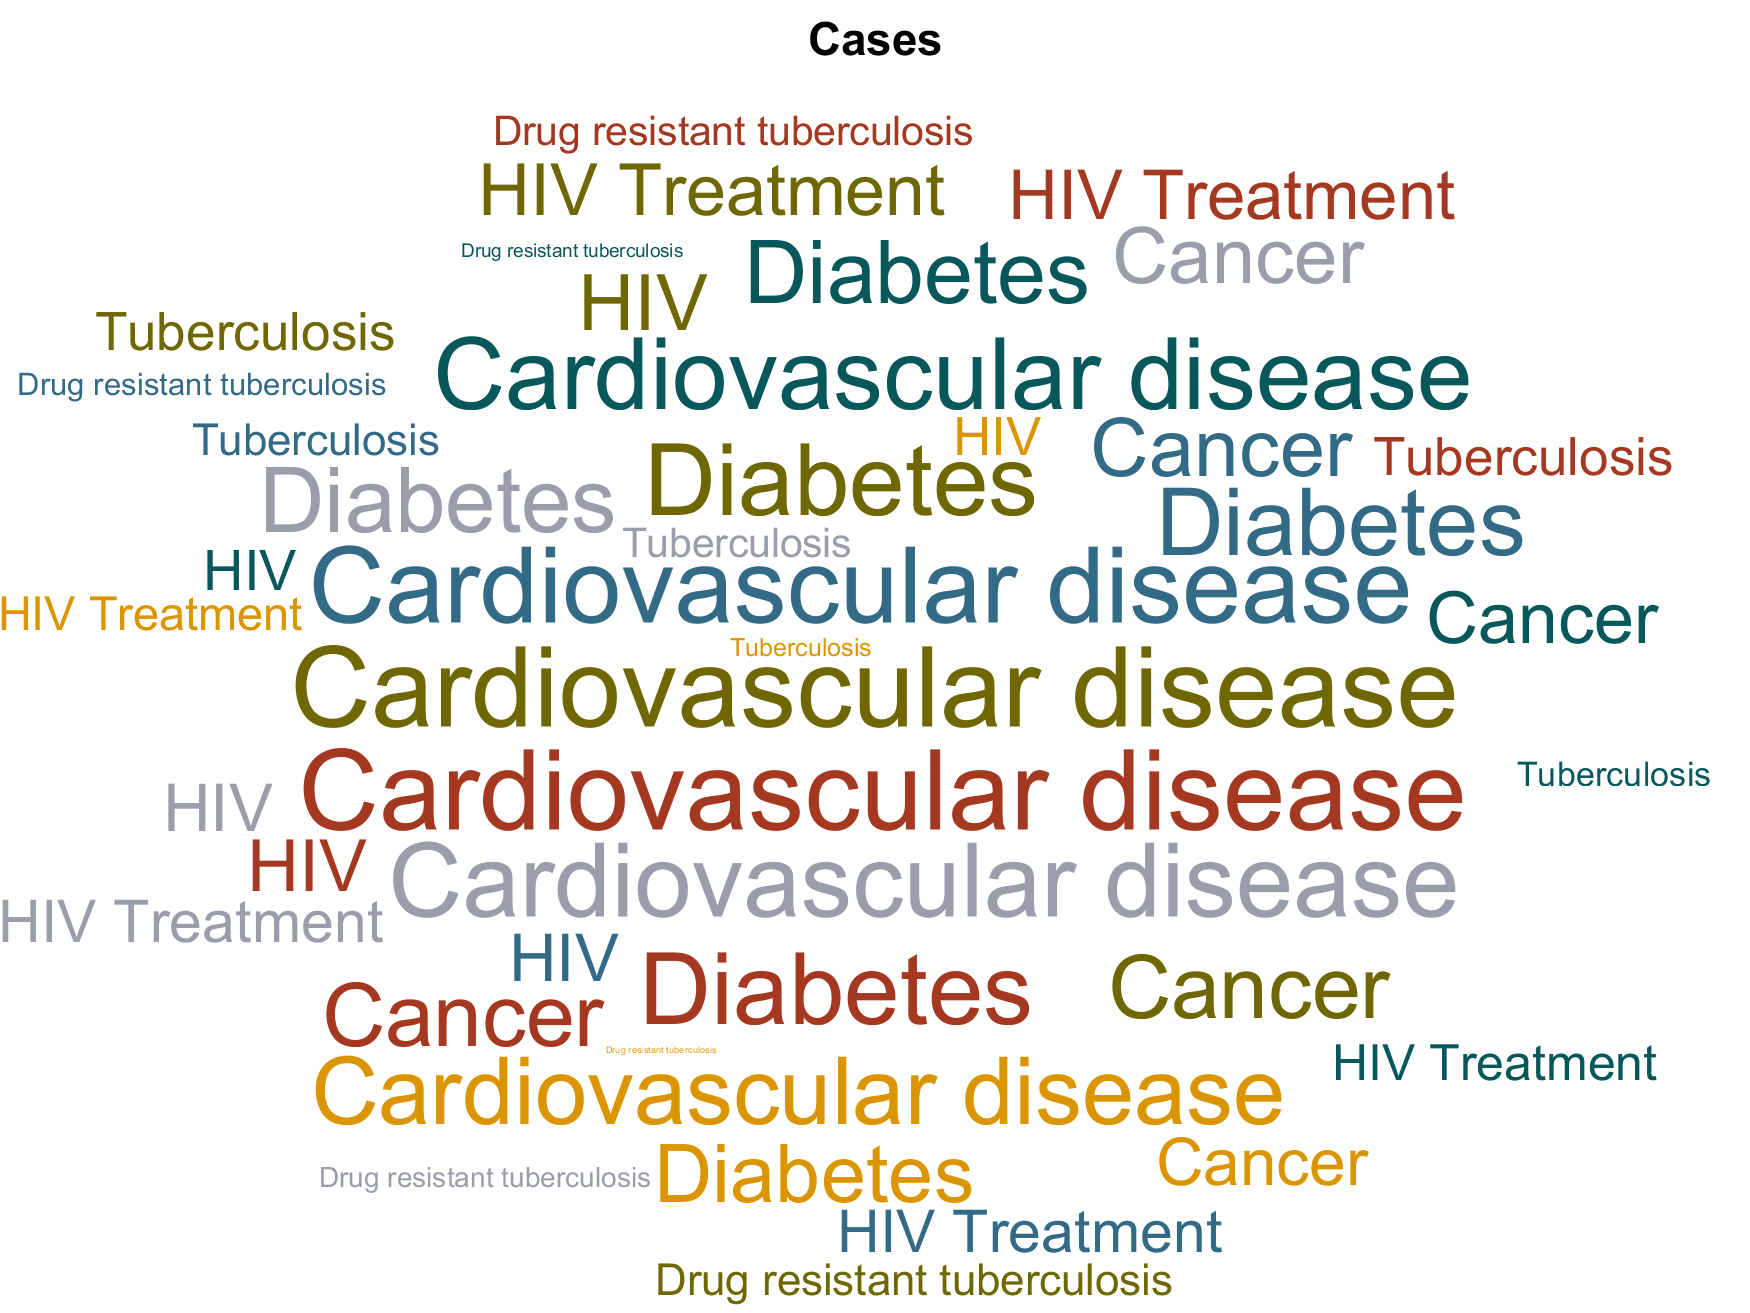 Cases
Drug resistant tuberculosis
HIV Treatment
HIV Treatment
Drug resistant tuberculosis
Diabetes
Cancer
HIV
Tuberculosis
Cardiovascular disease
Drug resistant tuberculosis
Tuberculosis
HIV
Cancer
Tuberculosis
Diabetes
Diabetes
Diabetes
Tuberculosis
HIV
Cardiovascular disease
HIV Treatment
Cancer
Tuberculosis
Cardiovascular disease
Tuberculosis
HIV
Cardiovascular disease
HIV
Cardiovascular disease
HIV Treatment
HIV
Diabetes
Cancer
Cancer
Drug resistant tuberculosis
HIV Treatment
Cardiovascular disease
Drug resistant tuberculosis
Diabetes
Cancer
HIV Treatment
Drug resistant tuberculosis